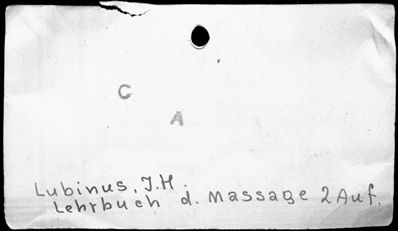 C
A
Lubinus, J.H.
Lehrbuch d. Massage 2 Auf.